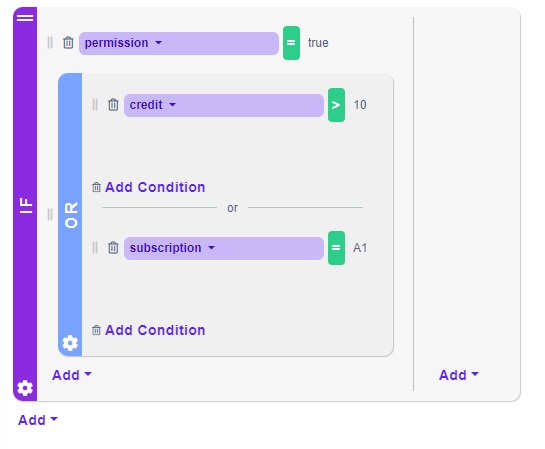 permission = true
IF
OR
credit > 10
Add Condition
or
subscription = A1
Add Condition
Add Add
Add